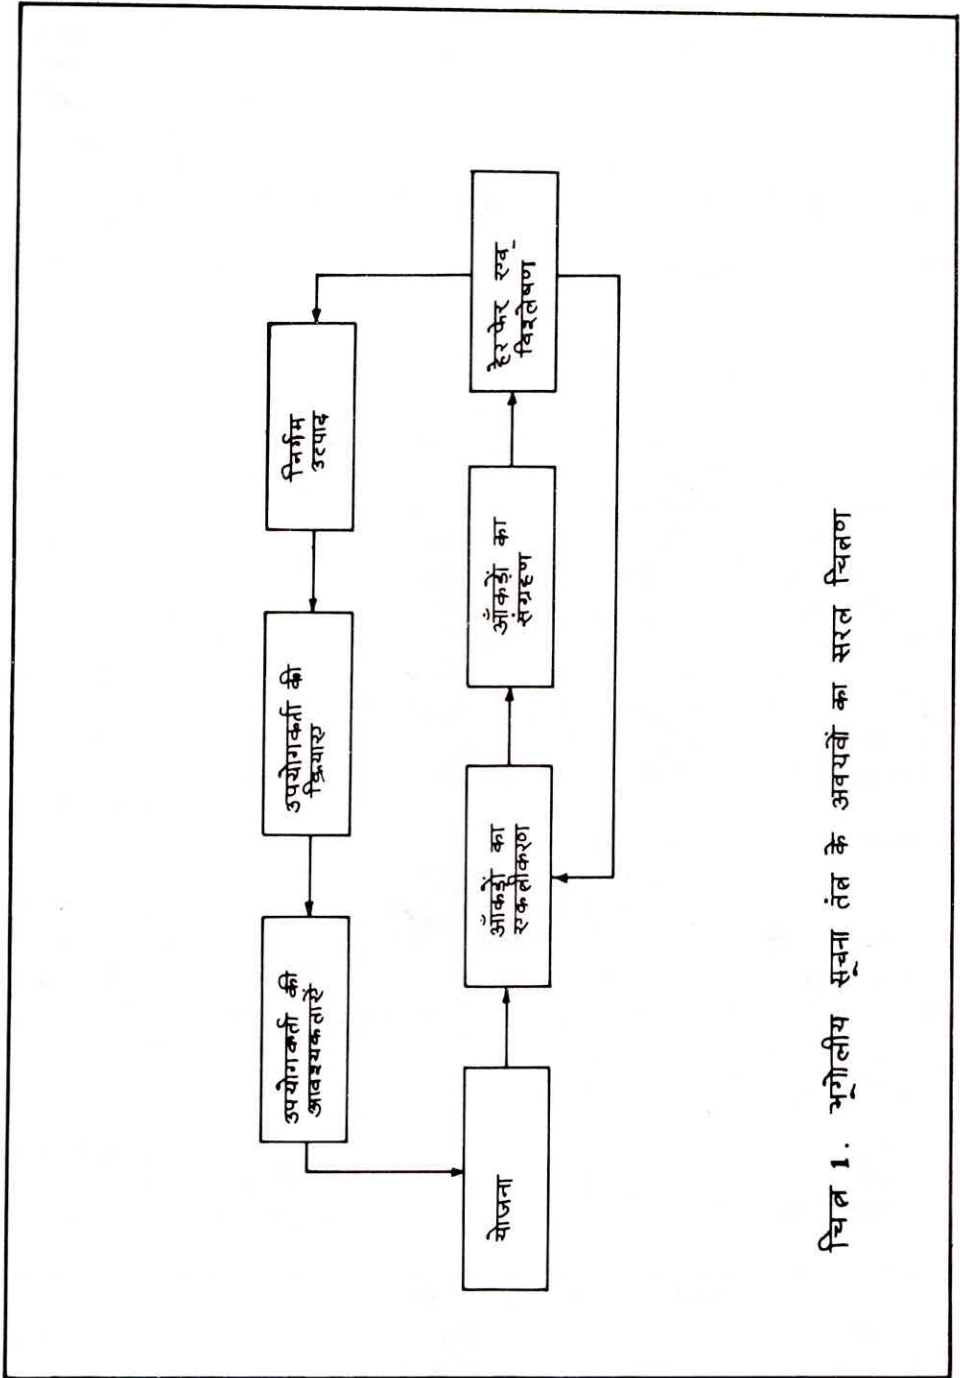 उपयोगकर्ता की
आवश्यकताऐं
उपयोगकर्ता की
क्रियाएं
निर्गम
उत्पाद
योजना
आँकड़ों का
एकत्रीकरण
आँकड़ों का
संग्रहण
हेरफेर एवं
विश्लेषण
चित्र 1. भूगोलीय सूचना तंत्र के अवयवों का सरल चित्रण